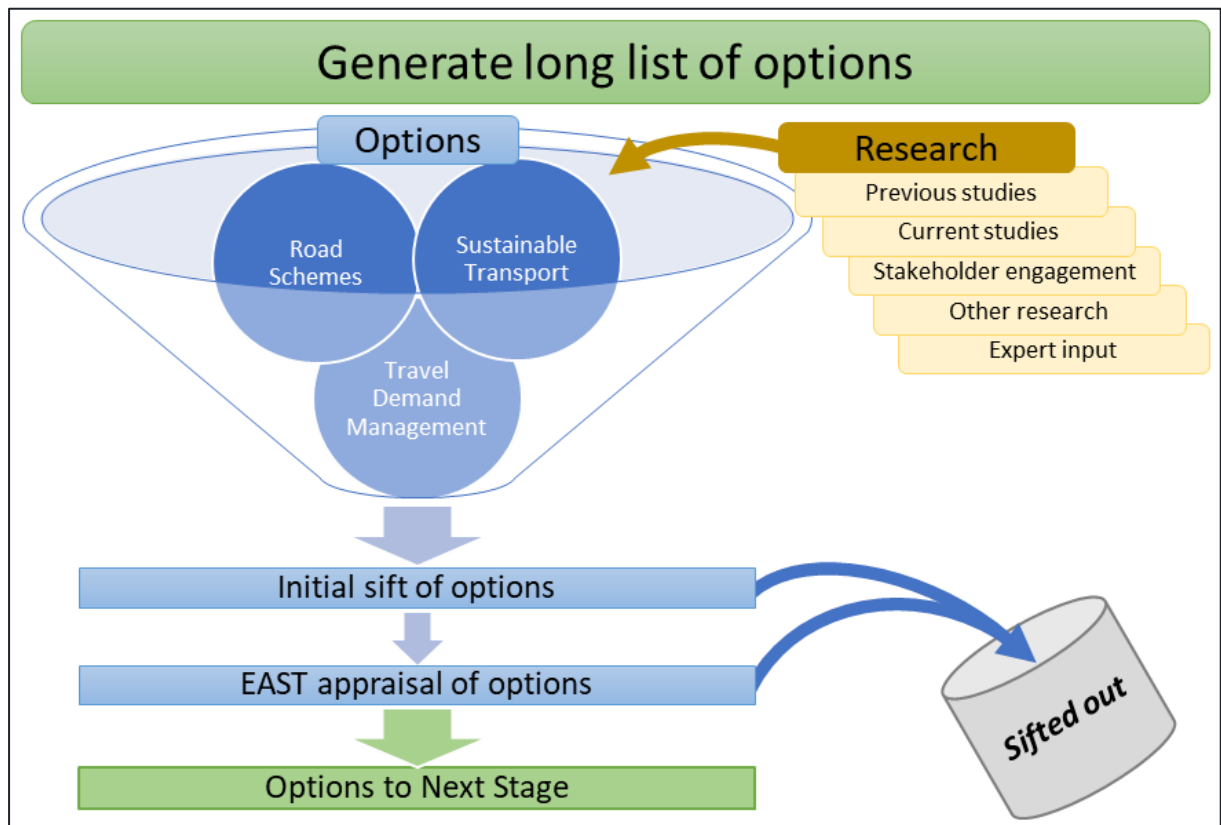 Generate long list of options
Options
Research
Previous studies
Current studies
Stakeholder engagement
Other research
Expert input
Road
Schemes
Sustainable
Transport
Travel
Demand
Management
Initial sift of options
EAST appraisal of options
Sifted out
Options to Next Stage